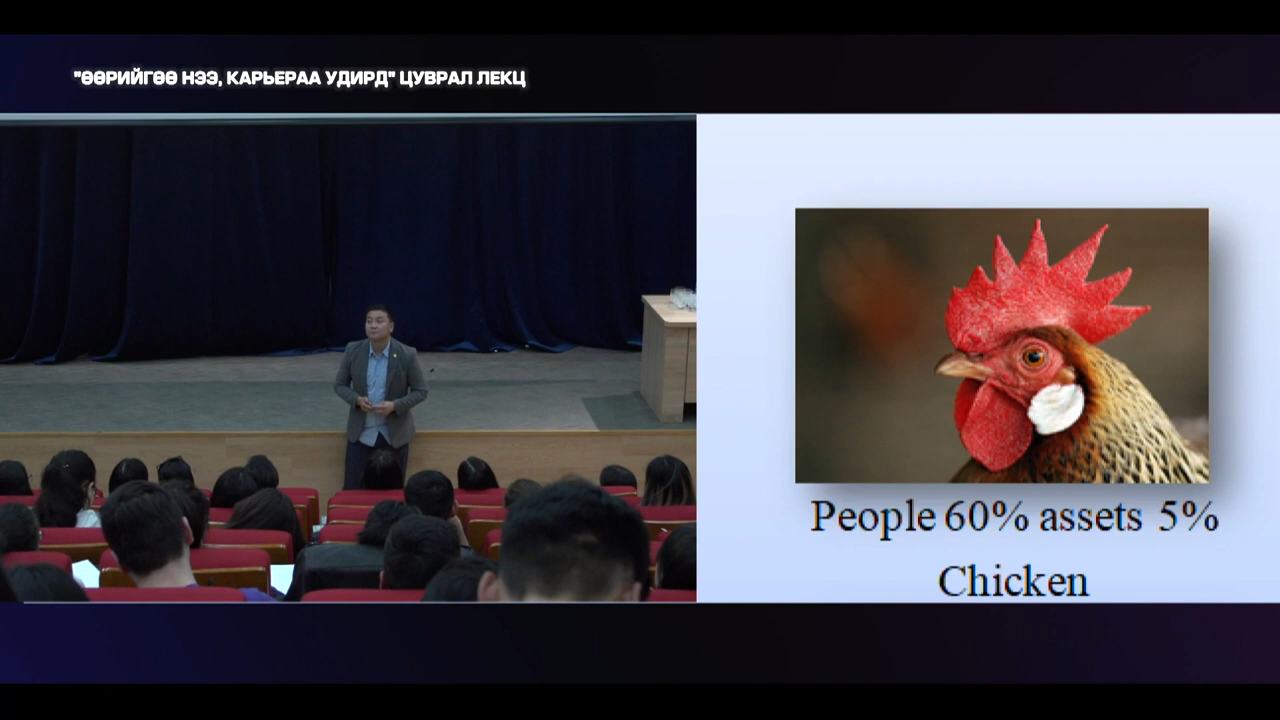 "ӨӨРИЙГӨӨ НЭЭ, КАРЬЕРАА УДИРД" ЦУВРАЛ ЛЕКЦ
People 60% assets 5%
Chicken